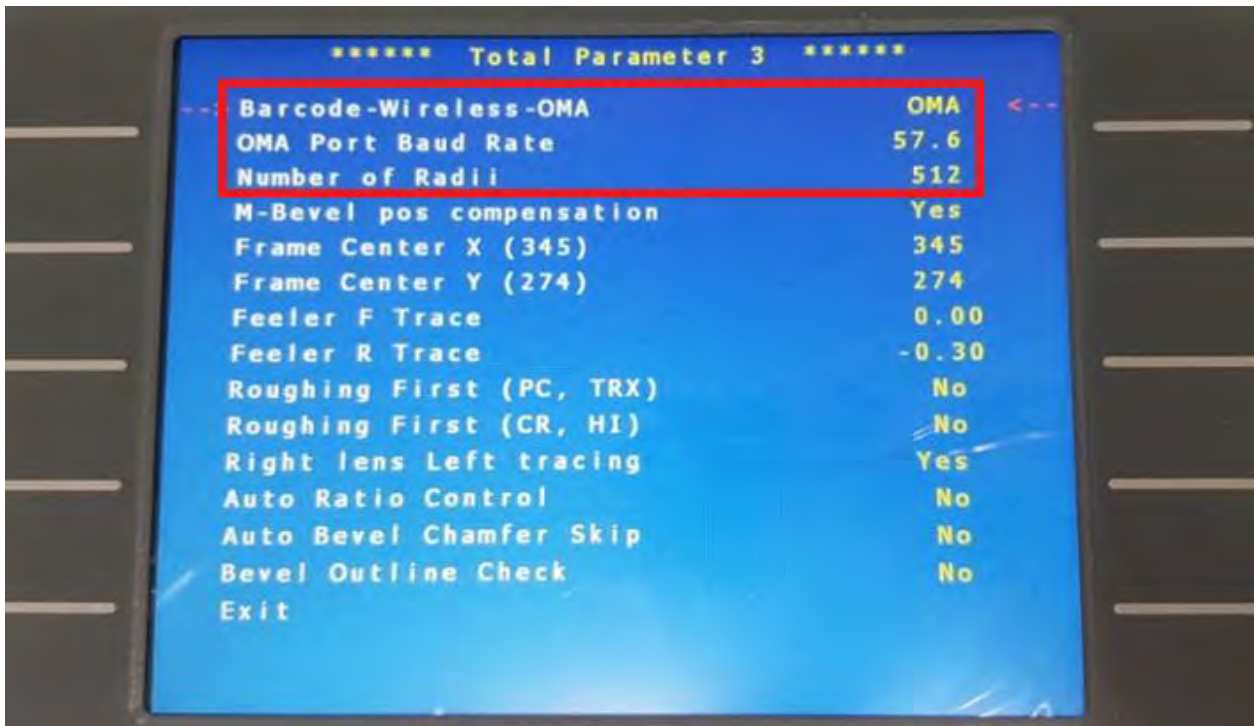 ****** Total Parameter 3 ******
--> Barcode-Wireless-OMA OMA <--
OMA Port Baud Rate 57.6
Number of Radii 512
M-Bevel pos compensation Yes
Frame Center X (345) 345
Frame Center Y (274) 274
Feeler F Trace 0.00
Feeler R Trace -0.30
Roughing First (PC, TRX) No
Roughing First (CR, HI) No
Right lens Left tracing Yes
Auto Ratio Control No
Auto Bevel Chamfer Skip No
Bevel Outline Check No
Exit